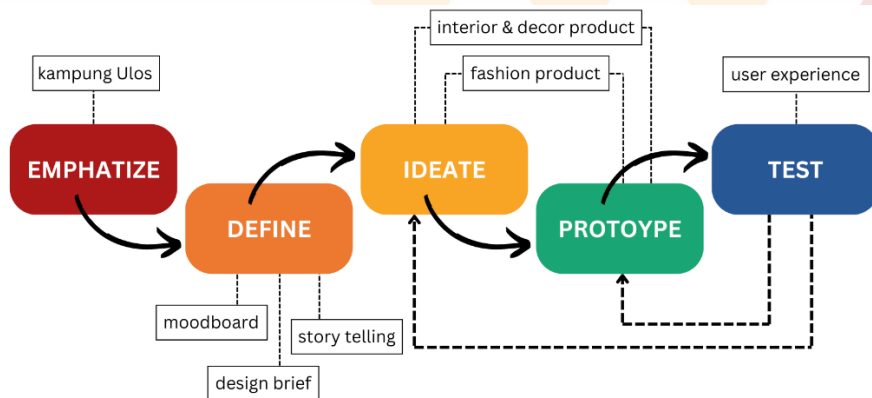 interior & decor product
kampung Ulos
fashion product
user experience
EMPHATIZE
IDEATE
TEST
DEFINE
PROTOYPE
moodboard
story telling
design brief